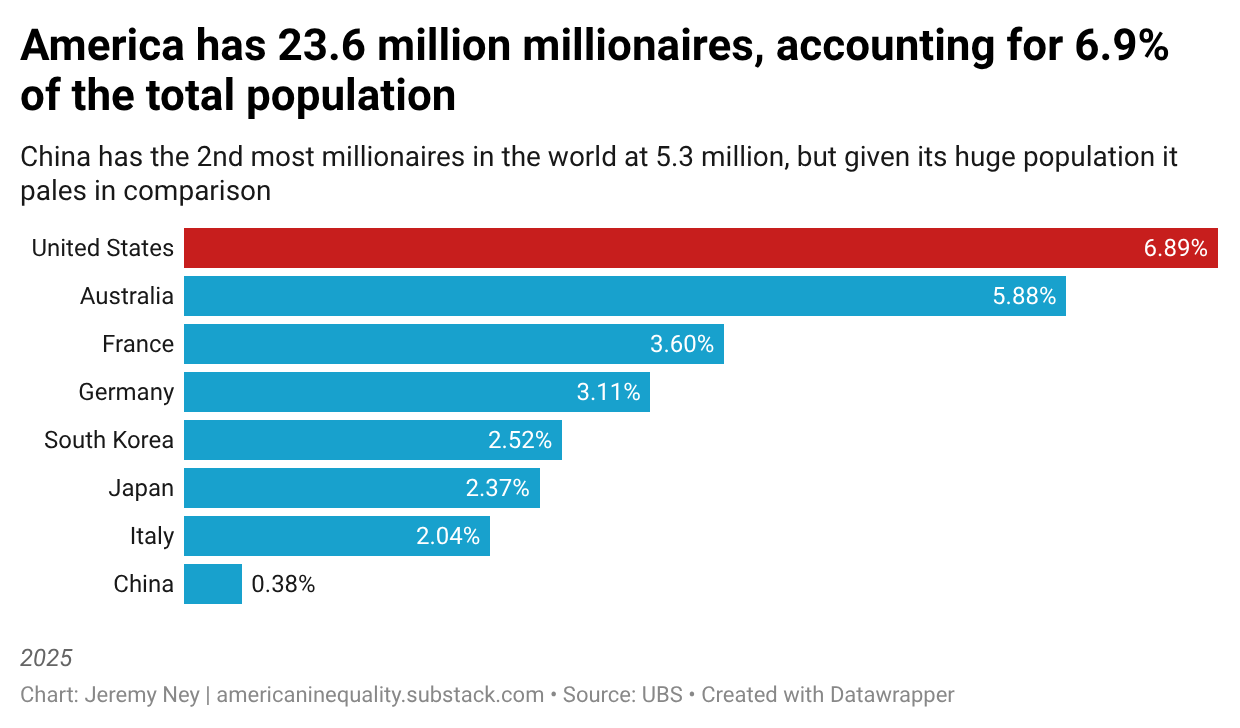 America has 23.6 million millionaires, accounting for 6.9%
of the total population
China has the 2nd most millionaires in the world at 5.3 million, but given its huge population it
pales in comparison
United States 6.89%
Australia 5.88%
France 3.60%
Germany 3.11%
South Korea 2.52%
Japan 2.37%
Italy 2.04%
China 0.38%
2025
Chart: Jeremy Ney | americaninequality.substack.com • Source: UBS • Created with Datawrapper